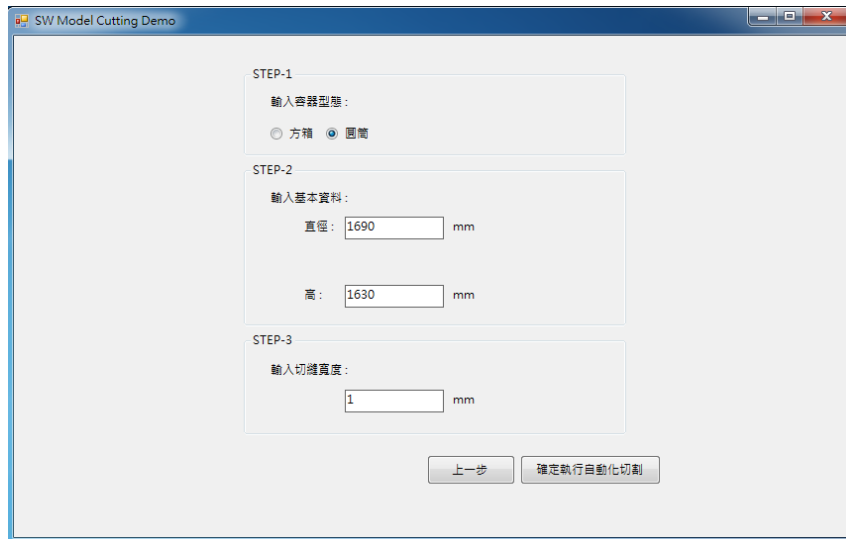 SW Model Cutting Demo
STEP-1
輸入容器型態：
方箱 圓筒
STEP-2
輸入基本資料：
直徑： 1690 mm
高： 1630 mm
STEP-3
輸入切縫寬度：
1 mm
上一步 確定執行自動化切割